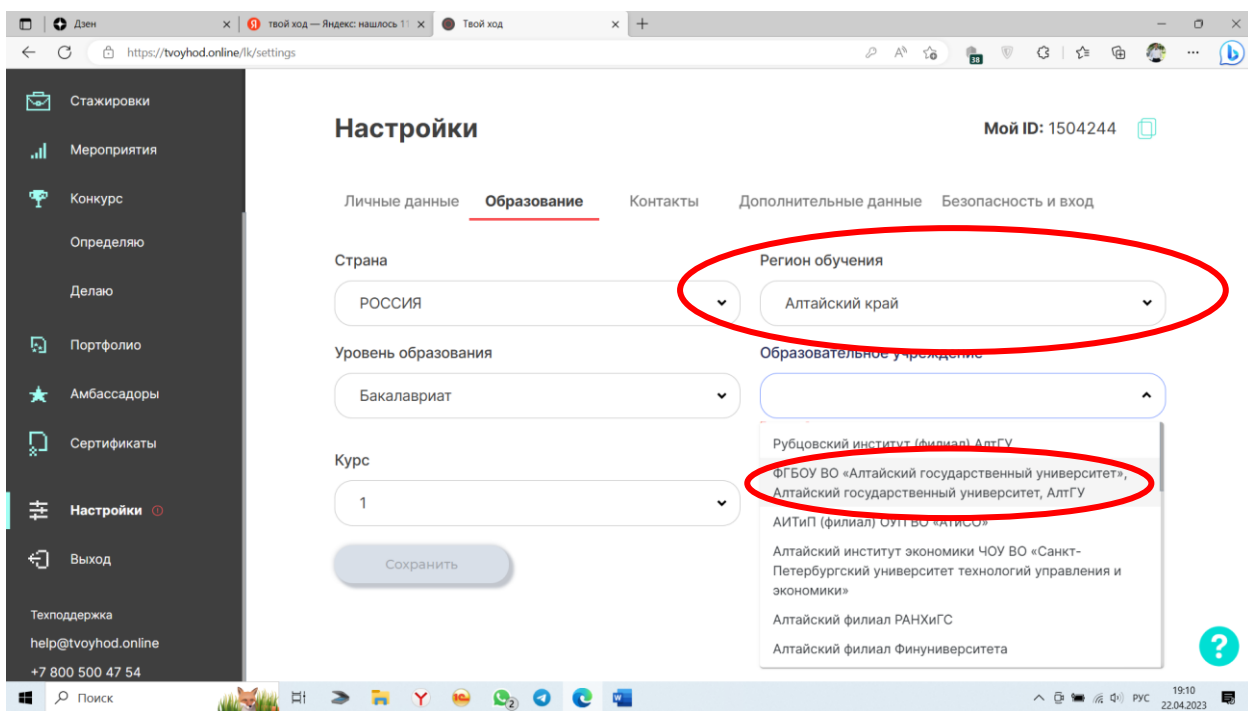 Дзен
твой ход — Яндекс: нашлось 11
Твой ход
https://tvoyhod.online/lk/settings
38
Стажировки
Мероприятия
Конкурс
Определяю
Делаю
Портфолио
Амбассадоры
Сертификаты
Настройки
Выход
Техподдержка
help@tvoyhod.online
+7 800 500 47 54
Настройки
Мой ID: 1504244
Личные данные Образование Контакты Дополнительные данные Безопасность и вход
Страна
РОССИЯ
Регион обучения
Алтайский край
Уровень образования
Бакалавриат
Образовательное учреждение
Курс
1
Сохранить
Рубцовский институт (филиал) АлтГУ
ФГБОУ ВО «Алтайский государственный университет»,
Алтайский государственный университет, АлтГУ
АИТиП (филиал) ОУП ВО «АТиСО»
Алтайский институт экономики ЧОУ ВО «Санкт-
Петербургский университет технологий управления и
экономики»
Алтайский филиал РАНХиГС
Алтайский филиал Финуниверситета
?
Поиск
2
РУС
19:10
22.04.2023